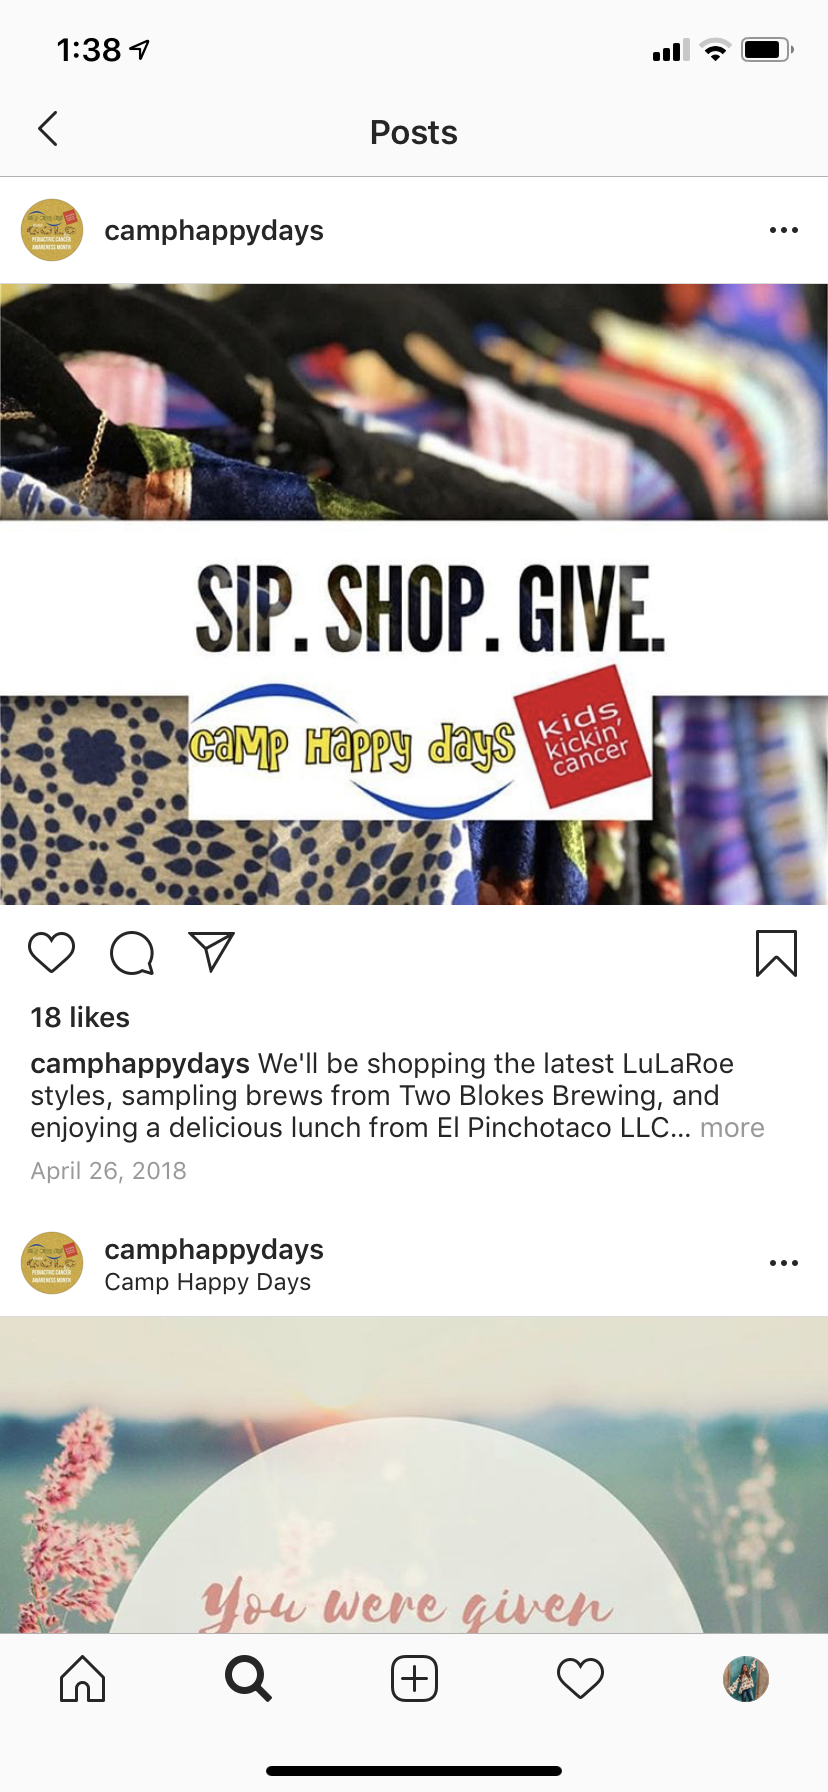 1:38
Posts
camphappydays
SIP. SHOP. GIVE.
camp Happy days
kids
kickin'
cancer
18 likes
camphappydays We'll be shopping the latest LuLaRoe
styles, sampling brews from Two Blokes Brewing, and
enjoying a delicious lunch from El Pinchotaco LLC... more
April 26, 2018
camphappydays
Camp Happy Days
You were given